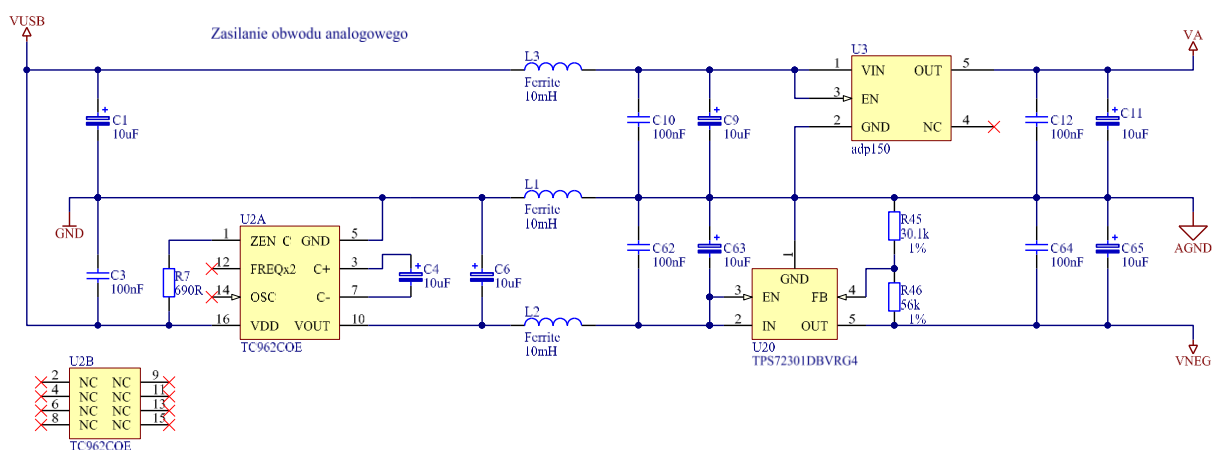 VUSB
Zasilanie obwodu analogowego
VA
L3
Ferrite
10mH
U3
1 VIN OUT 5
3 EN
2 GND NC 4
adp150
C1
10uF
C10
100nF
C9
10uF
C12
100nF
C11
10uF
GND
L1
Ferrite
10mH
AGND
U2A
1 ZEN C GND 5
12 FREQx2 C+ 3
14 OSC C- 7
16 VDD VOUT 10
TC962COE
C3
100nF
R7
690R
C4
10uF
C6
10uF
C62
100nF
C63
10uF
R45
30.1k
1%
R46
56k
1%
C64
100nF
C65
10uF
L2
Ferrite
10mH
1
GND
3 EN FB 4
2 IN OUT 5
U20
TPS72301DBVRG4
VNEG
U2B
2 NC NC 9
4 NC NC 11
6 NC NC 13
8 NC NC 15
TC962COE